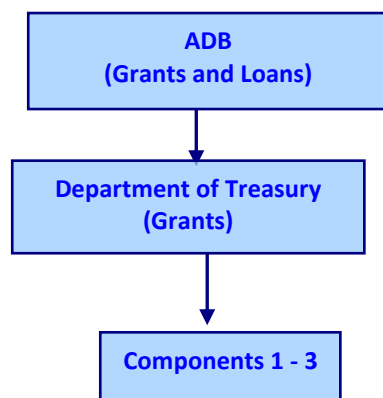 ADB
(Grants and Loans)
Department of Treasury
(Grants)
Components 1 - 3